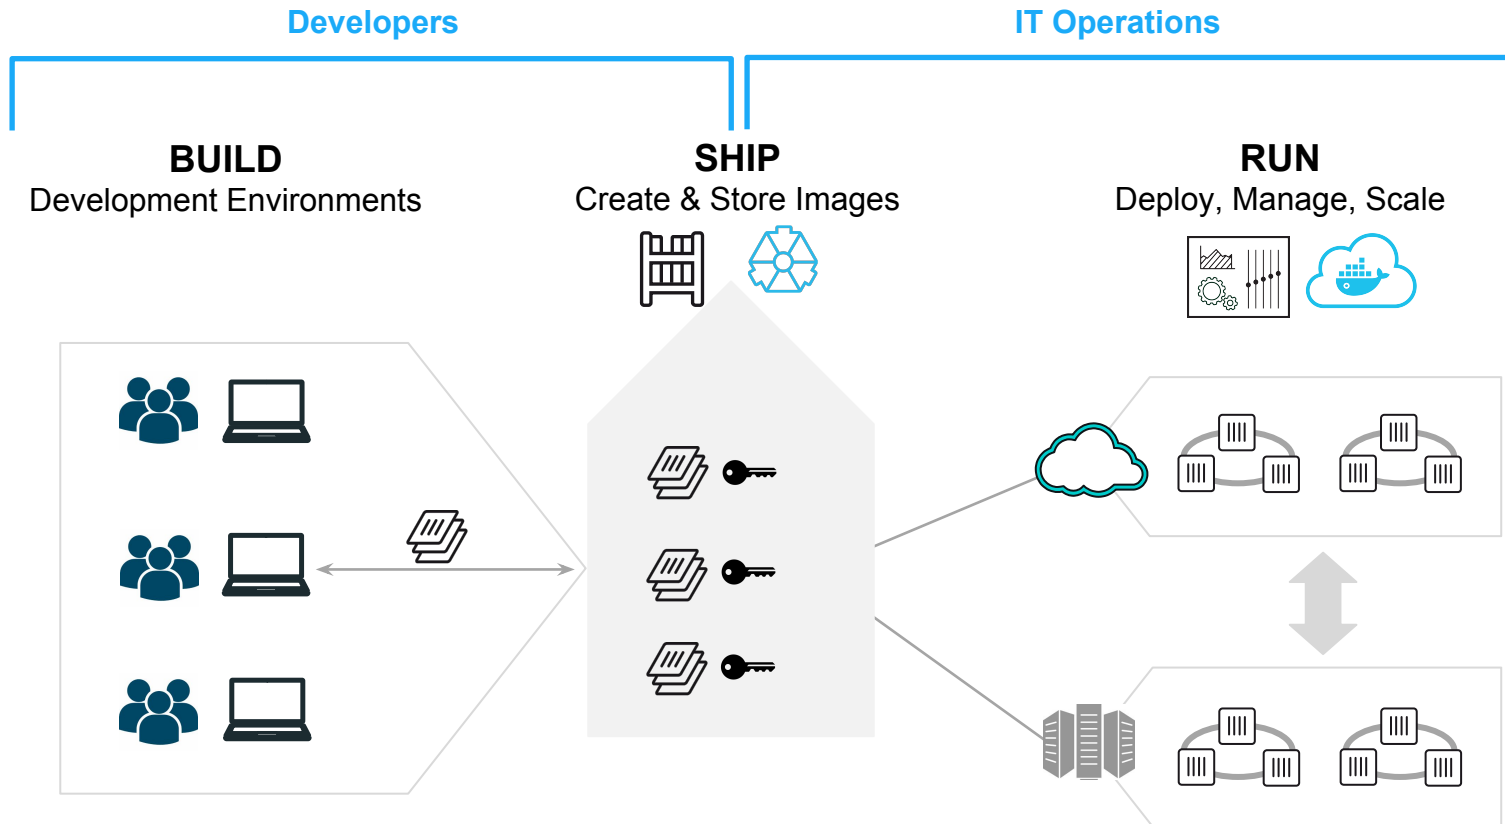 Developers
IT Operations
BUILD
Development Environments
SHIP
Create & Store Images
RUN
Deploy, Manage, Scale